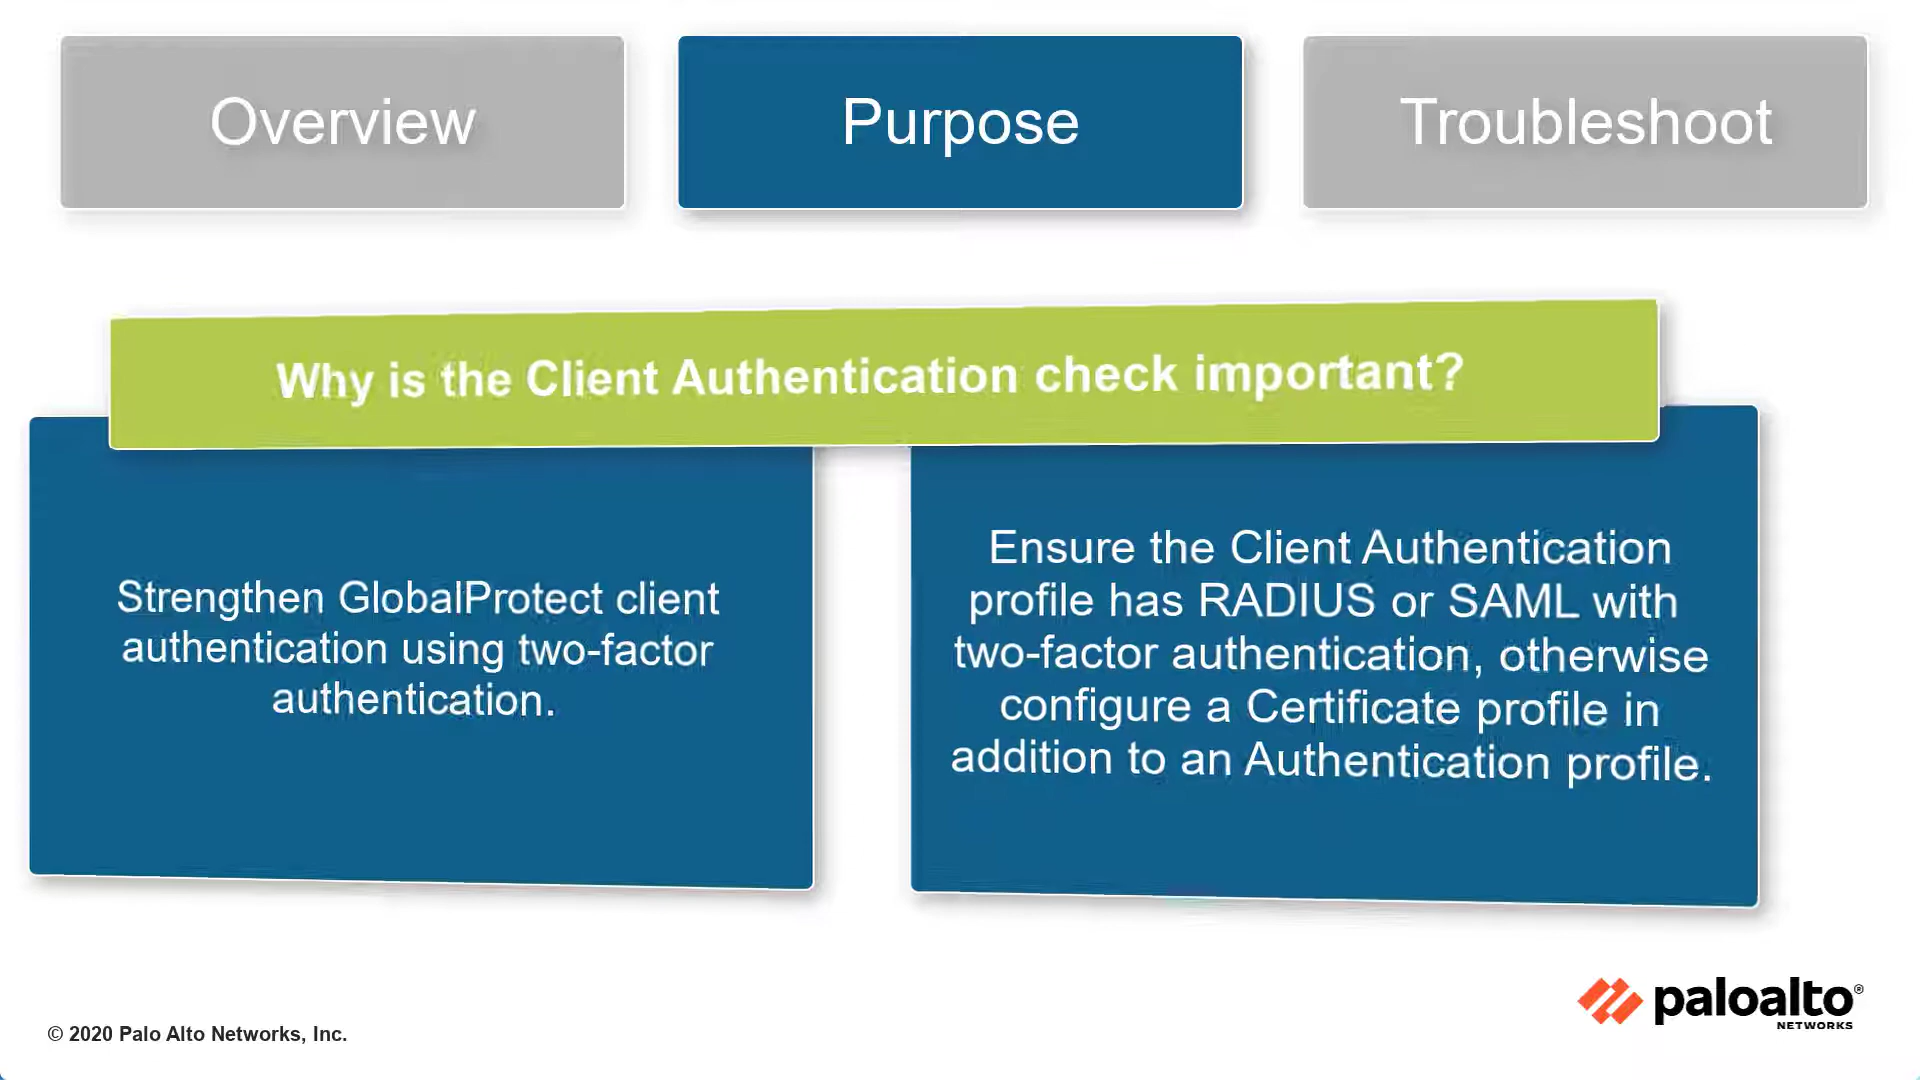 Overview
Purpose
Troubleshoot
Why is the Client Authentication check important?
Strengthen GlobalProtect client
authentication using two-factor
authentication.
Ensure the Client Authentication
profile has RADIUS or SAML with
two-factor authentication, otherwise
configure a Certificate profile in
addition to an Authentication profile.
© 2020 Palo Alto Networks, Inc.
paloalto®
NETWORKS